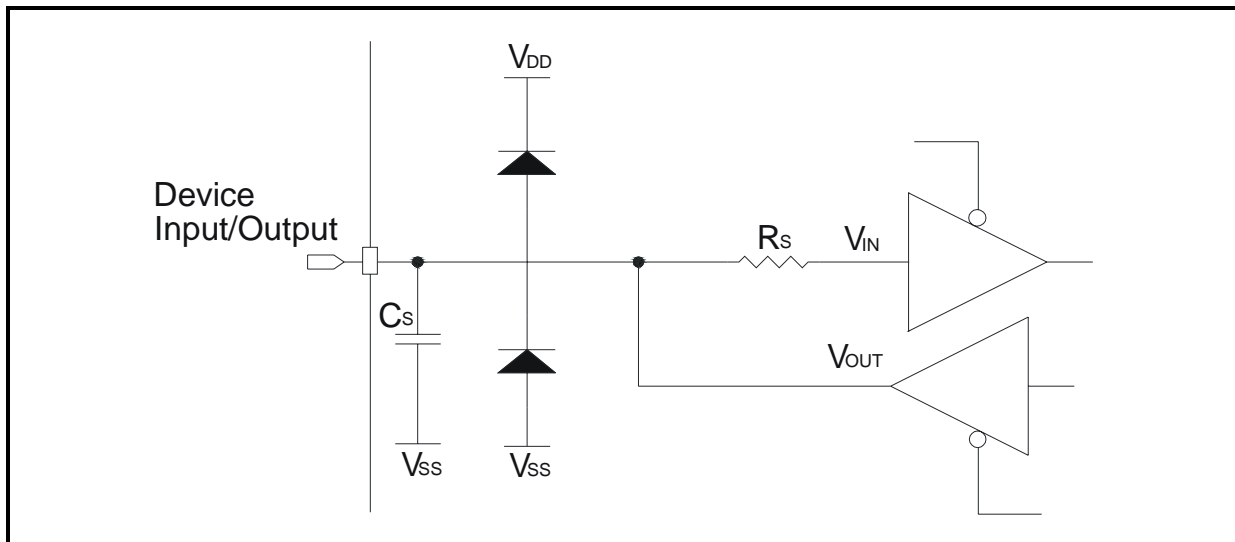 VDD
Device
Input/Output
RS
VIN
CS
VOUT
VSS
VSS